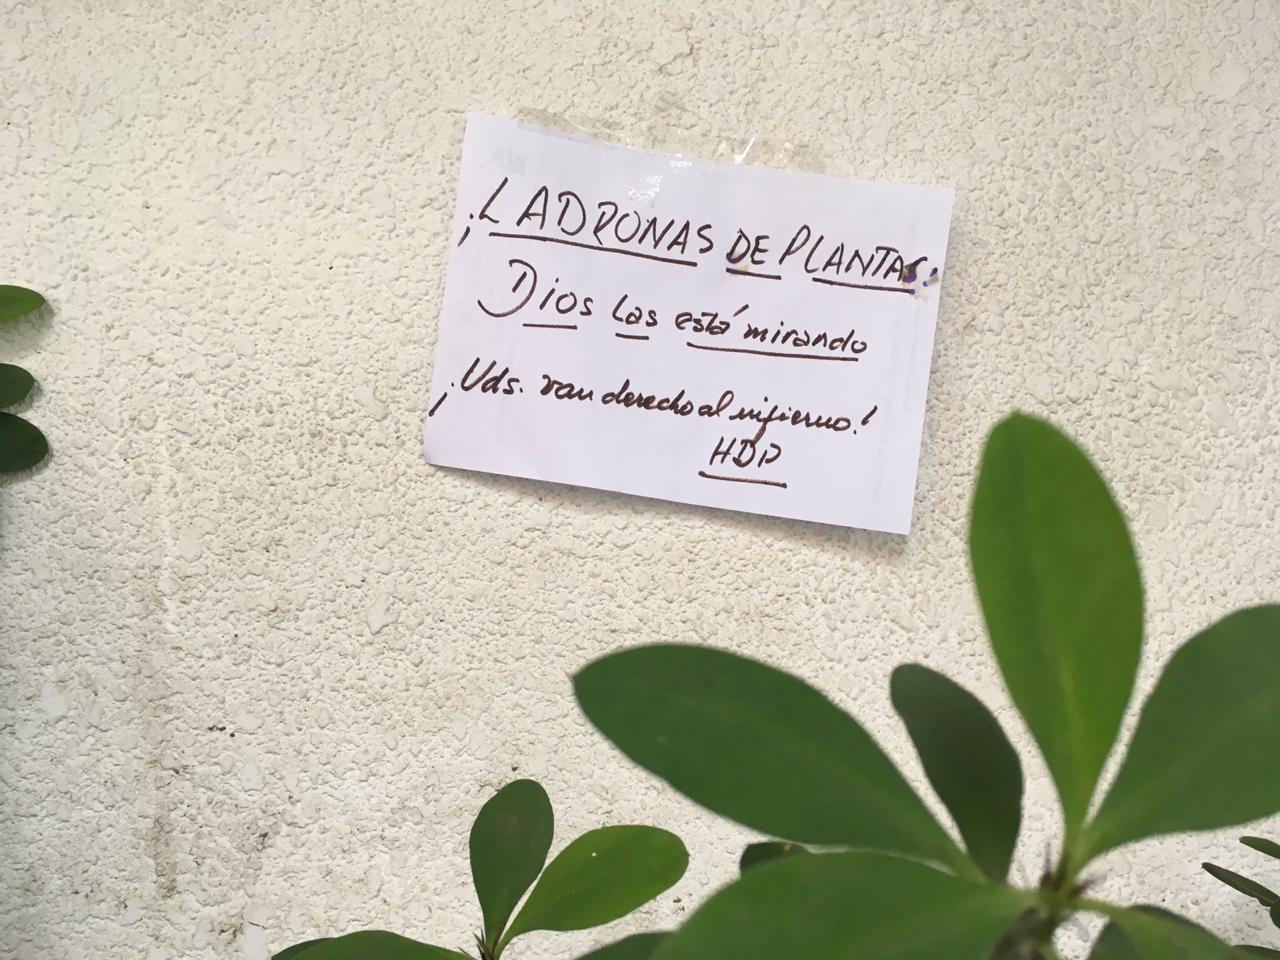 ¡LADRONAS DE PLANTAS:
Dios las está mirando
¡Uds. van derecho al infierno!
HDP